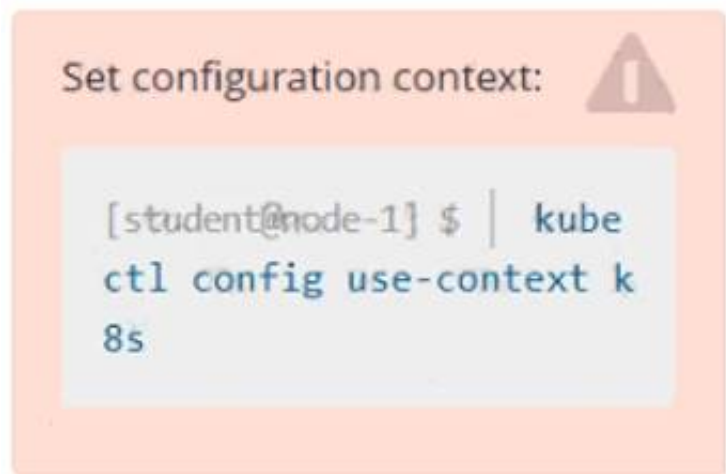 Set configuration context:
[student@node-1] $ | kube
ctl config use-context k
8s